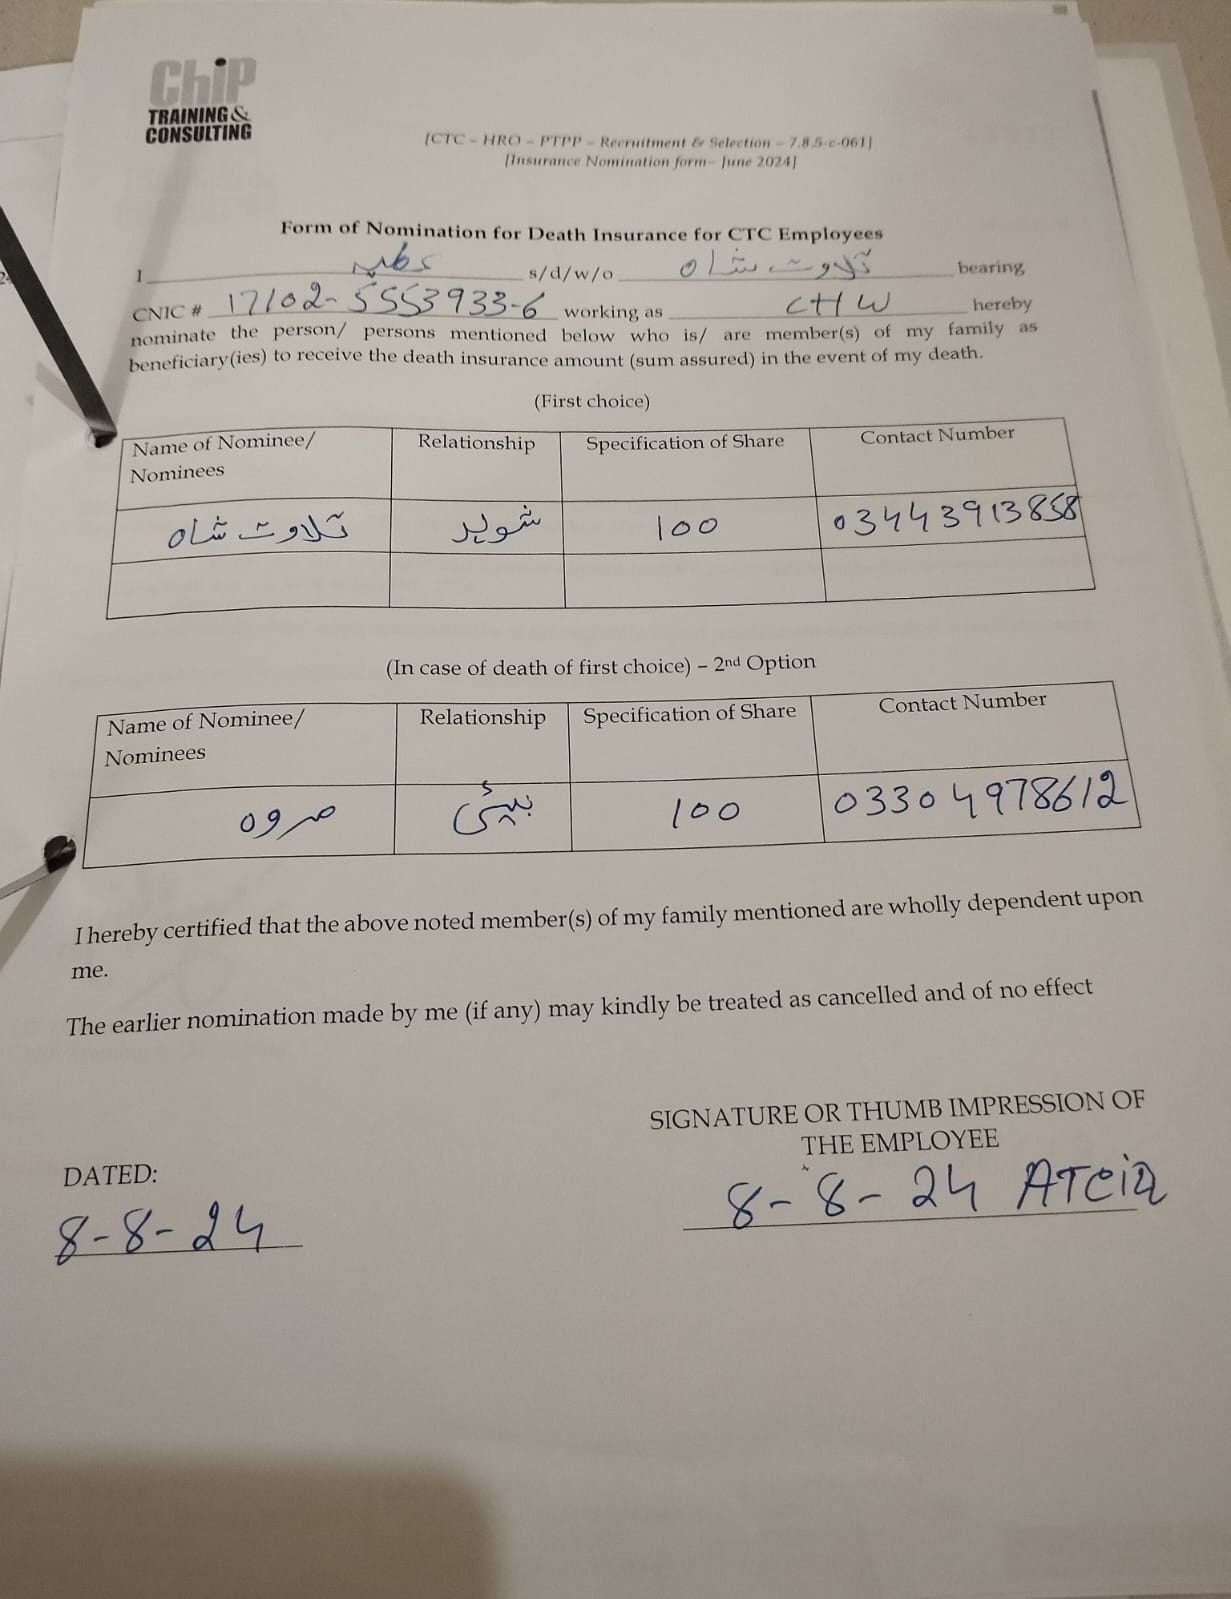 ChiP
TRAINING &
CONSULTING
[CTC – HRO – PTPP – Recruitment & Selection – 7.8.5-c-061]
[Insurance Nomination form– June 2024]
Form of Nomination for Death Insurance for CTC Employees
I عطیہ s/d/w/o تلاوت شاہ bearing
CNIC # 17102-5553933-6 working as CHW hereby
nominate the person/ persons mentioned below who is/ are member(s) of my family as
beneficiary(ies) to receive the death insurance amount (sum assured) in the event of my death.
(First choice)
Name of Nominee/ Relationship Specification of Share Contact Number
Nominees
تلاوت شاہ شوہر 100 03443913858
(In case of death of first choice) – 2nd Option
Name of Nominee/ Relationship Specification of Share Contact Number
Nominees
مروہ بیٹی 100 03304978612
I hereby certified that the above noted member(s) of my family mentioned are wholly dependent upon
me.
The earlier nomination made by me (if any) may kindly be treated as cancelled and of no effect
SIGNATURE OR THUMB IMPRESSION OF
THE EMPLOYEE
DATED:
8-8-24 ATeia
8-8-24